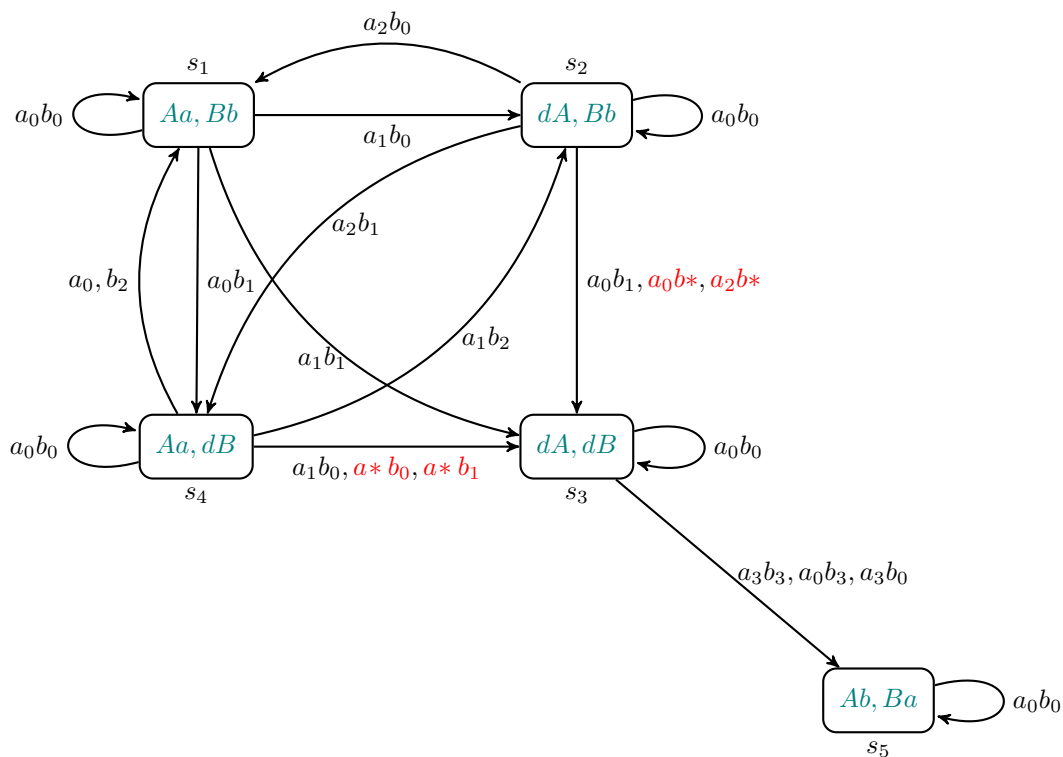 a₂b₀
s₁ s₂
a₀b₀ Aa, Bb dA, Bb a₀b₀
a₁b₀
a₂b₁
a₀, b₂ a₀b₁ a₀b₁, a₀b*, a₂b*
a₁b₂
a₁b₁
a₀b₀ Aa, dB dA, dB a₀b₀
a₁b₀, a* b₀, a* b₁
s₄ s₃
a₃b₃, a₀b₃, a₃b₀
Ab, Ba a₀b₀
s₅